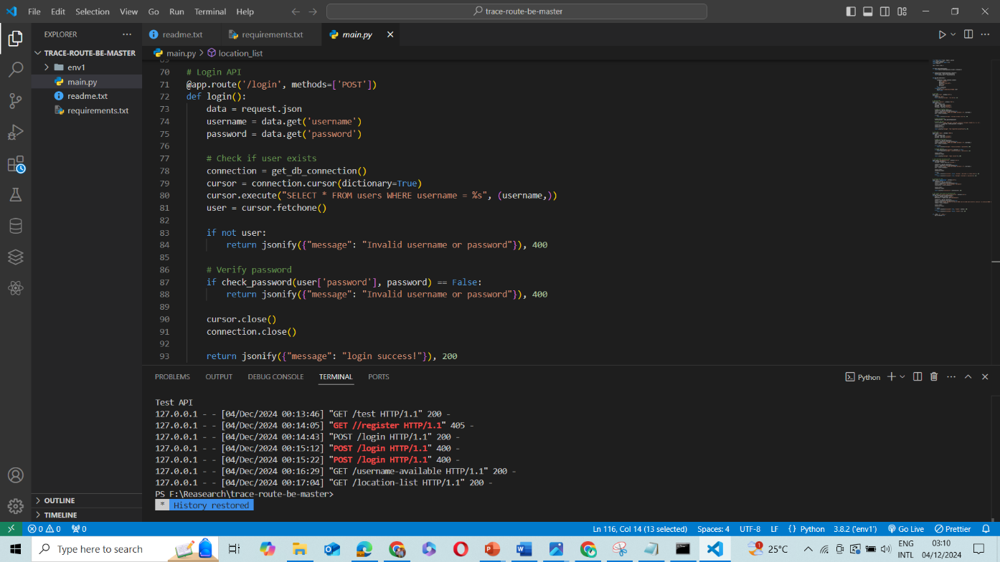 File Edit Selection View Go Run Terminal Help
trace-route-be-master
EXPLORER
readme.txt
requirements.txt
main.py
TRACE-ROUTE-BE-MASTER
main.py > location_list
env1
main.py
readme.txt
requirements.txt
69
70 # Login API
71 @app.route('/login', methods=['POST'])
72 def login():
73 data = request.json
74 username = data.get('username')
75 password = data.get('password')
76
77 # Check if user exists
78 connection = get_db_connection()
79 cursor = connection.cursor(dictionary=True)
80 cursor.execute("SELECT * FROM users WHERE username = %s", (username,))
81 user = cursor.fetchone()
82
83 if not user:
84 return jsonify({"message": "Invalid username or password"}), 400
85
86 # Verify password
87 if check_password(user['password'], password) == False:
88 return jsonify({"message": "Invalid username or password"}), 400
89
90 cursor.close()
91 connection.close()
92
93 return jsonify({"message": "login success!"}), 200
PROBLEMS OUTPUT DEBUG CONSOLE TERMINAL PORTS
Python
Test API
127.0.0.1 - - [04/Dec/2024 00:13:46] "GET /test HTTP/1.1" 200 -
127.0.0.1 - - [04/Dec/2024 00:14:05] "GET //register HTTP/1.1" 405 -
127.0.0.1 - - [04/Dec/2024 00:14:43] "POST /login HTTP/1.1" 200 -
127.0.0.1 - - [04/Dec/2024 00:15:12] "POST /login HTTP/1.1" 400 -
127.0.0.1 - - [04/Dec/2024 00:15:22] "POST /login HTTP/1.1" 400 -
127.0.0.1 - - [04/Dec/2024 00:16:29] "GET /username-available HTTP/1.1" 200 -
127.0.0.1 - - [04/Dec/2024 00:17:04] "GET /location-list HTTP/1.1" 200 -
PS F:\Reasearch\trace-route-be-master>
* History restored
OUTLINE
TIMELINE
0 0 0
Ln 116, Col 14 (13 selected) Spaces: 4 UTF-8 LF {} Python 3.8.2 ('env1') Go Live Prettier
Type here to search
1
25°C
ENG
INTL
03:10
04/12/2024